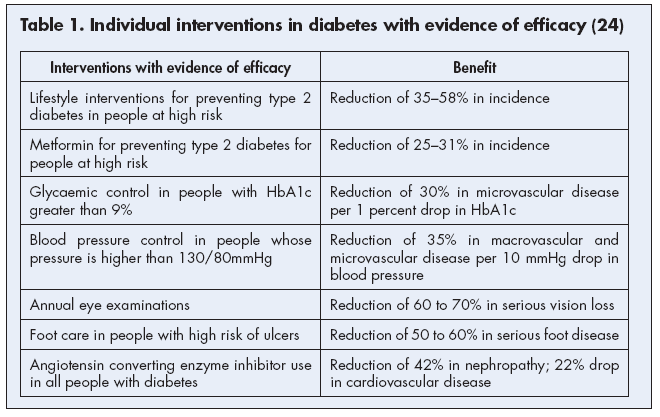 Table 1. Individual interventions in diabetes with evidence of efficacy (24)
Interventions with evidence of efficacy
Benefit
Lifestyle interventions for preventing type 2
diabetes in people at high risk
Reduction of 35–58% in incidence
Metformin for preventing type 2 diabetes for
people at high risk
Reduction of 25–31% in incidence
Glycaemic control in people with HbA1c
greater than 9%
Reduction of 30% in microvascular disease
per 1 percent drop in HbA1c
Blood pressure control in people whose
pressure is higher than 130/80mmHg
Reduction of 35% in macrovascular and
microvascular disease per 10 mmHg drop in
blood pressure
Annual eye examinations
Reduction of 60 to 70% in serious vision loss
Foot care in people with high risk of ulcers
Reduction of 50 to 60% in serious foot disease
Angiotensin converting enzyme inhibitor use
in all people with diabetes
Reduction of 42% in nephropathy; 22% drop
in cardiovascular disease